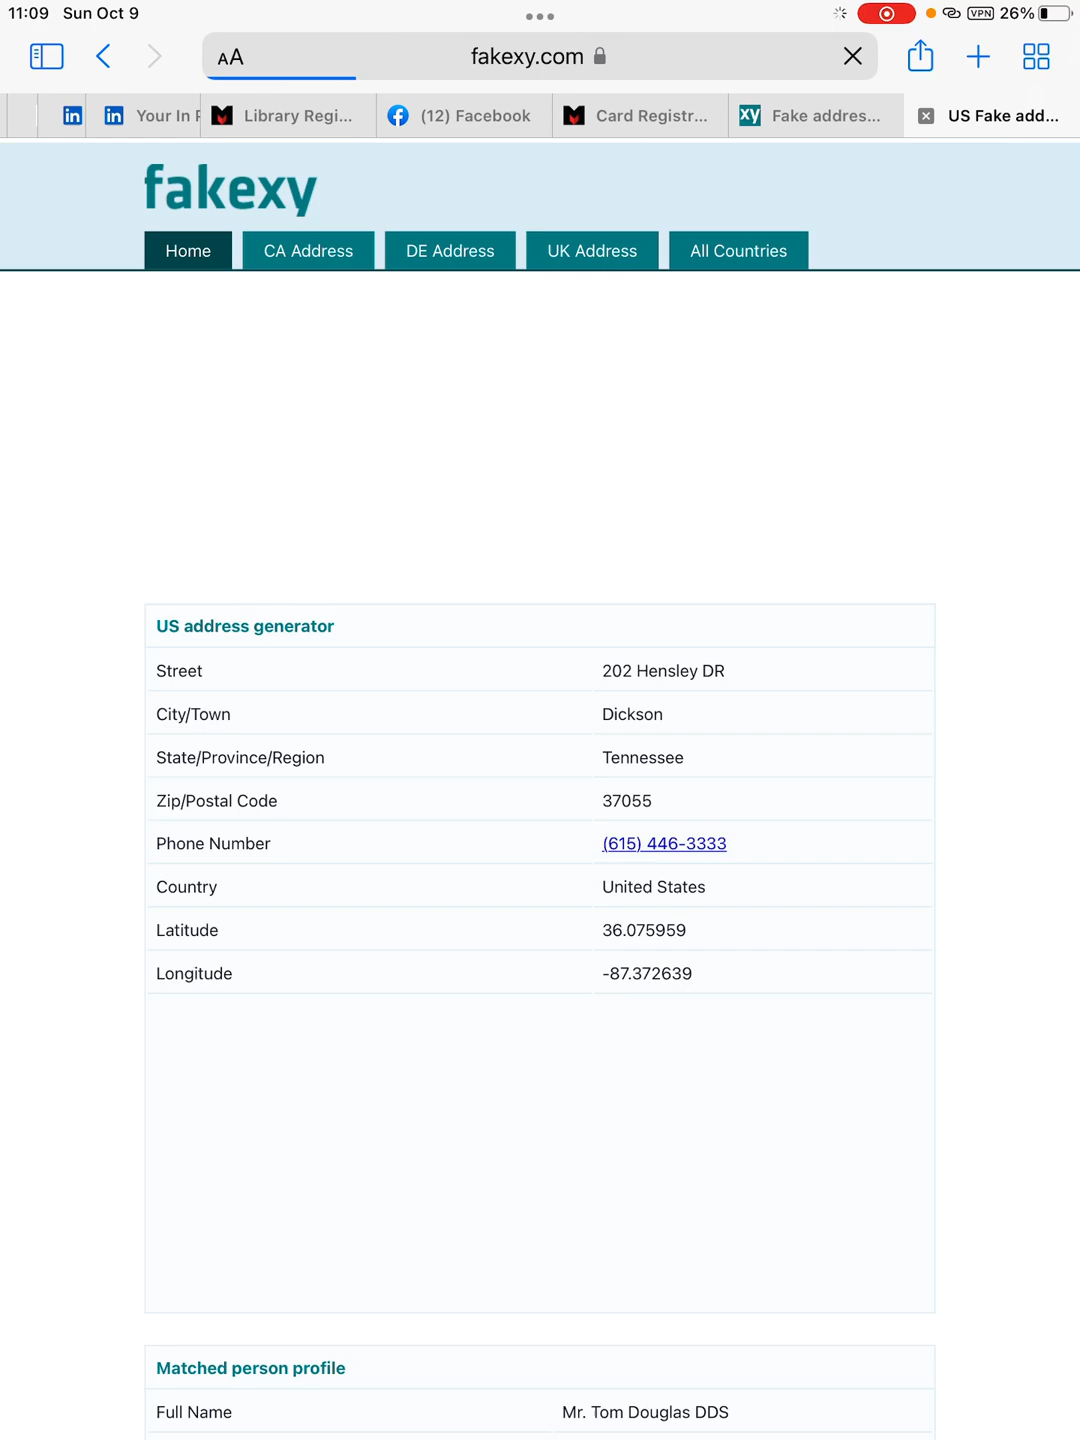 11:09 Sun Oct 9
VPN 26%
AA fakexy.com
in in Your In F Library Regi... (12) Facebook Card Registr... xy Fake addres... US Fake add...
fakexy
Home CA Address DE Address UK Address All Countries
US address generator
Street 202 Hensley DR
City/Town Dickson
State/Province/Region Tennessee
Zip/Postal Code 37055
Phone Number (615) 446-3333
Country United States
Latitude 36.075959
Longitude -87.372639
Matched person profile
Full Name Mr. Tom Douglas DDS